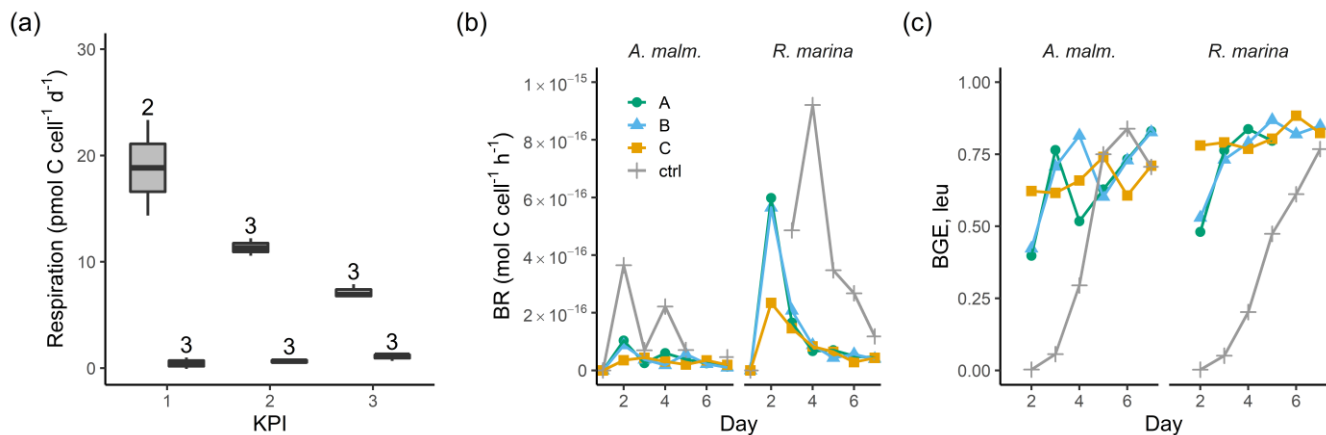 (a)
30
20
10
0
Respiration (pmol C cell⁻¹ d⁻¹)
2
3
3
3
3
3
1
2
3
KPI
(b)
A. malm.
R. marina
1 × 10⁻¹⁵
8 × 10⁻¹⁶
6 × 10⁻¹⁶
4 × 10⁻¹⁶
2 × 10⁻¹⁶
0
BR (mol C cell⁻¹ h⁻¹)
A
B
C
ctrl
2
4
6
2
4
6
Day
(c)
A. malm.
R. marina
1.00
0.75
0.50
0.25
0.00
BGE, leu
2
4
6
2
4
6
Day